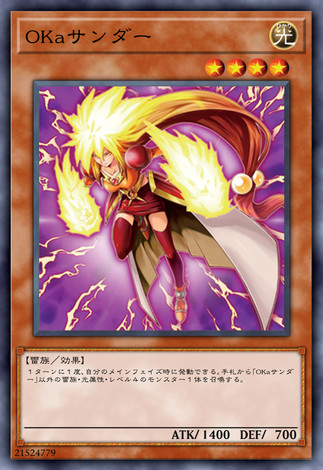 OKaサンダー
光
【雷族／効果】
１ターンに１度、自分のメインフェイズ時に発動できる。手札から「OKaサンダ
ー」以外の雷族・光属性・レベル４のモンスター１体を召喚する。
ATK/ 1400 DEF/ 700
21524779